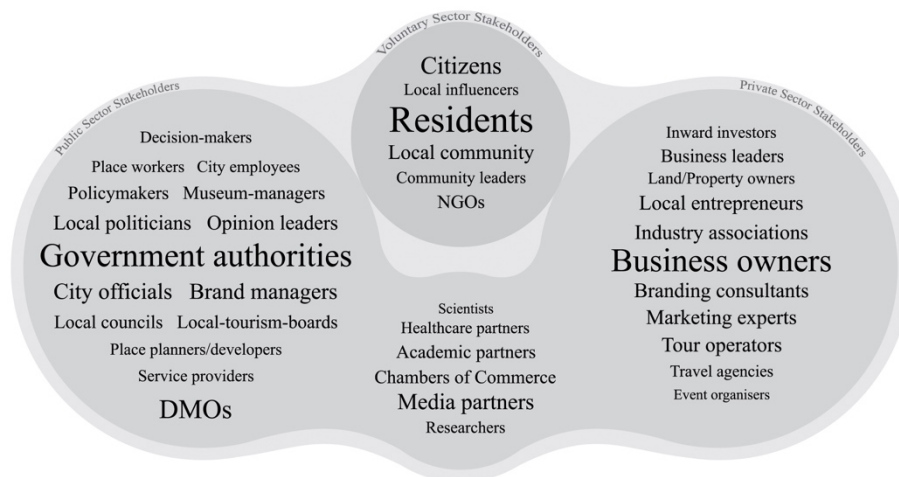 Voluntary Sector Stakeholders
Citizens
Local influencers
Residents
Local community
Community leaders
NGOs
Public Sector Stakeholders
Decision-makers
Place workers City employees
Policymakers Museum-managers
Local politicians Opinion leaders
Government authorities
City officials Brand managers
Local councils Local-tourism-boards
Place planners/developers
Service providers
DMOs
Scientists
Healthcare partners
Academic partners
Chambers of Commerce
Media partners
Researchers
Private Sector Stakeholders
Inward investors
Business leaders
Land/Property owners
Local entrepreneurs
Industry associations
Business owners
Branding consultants
Marketing experts
Tour operators
Travel agencies
Event organisers